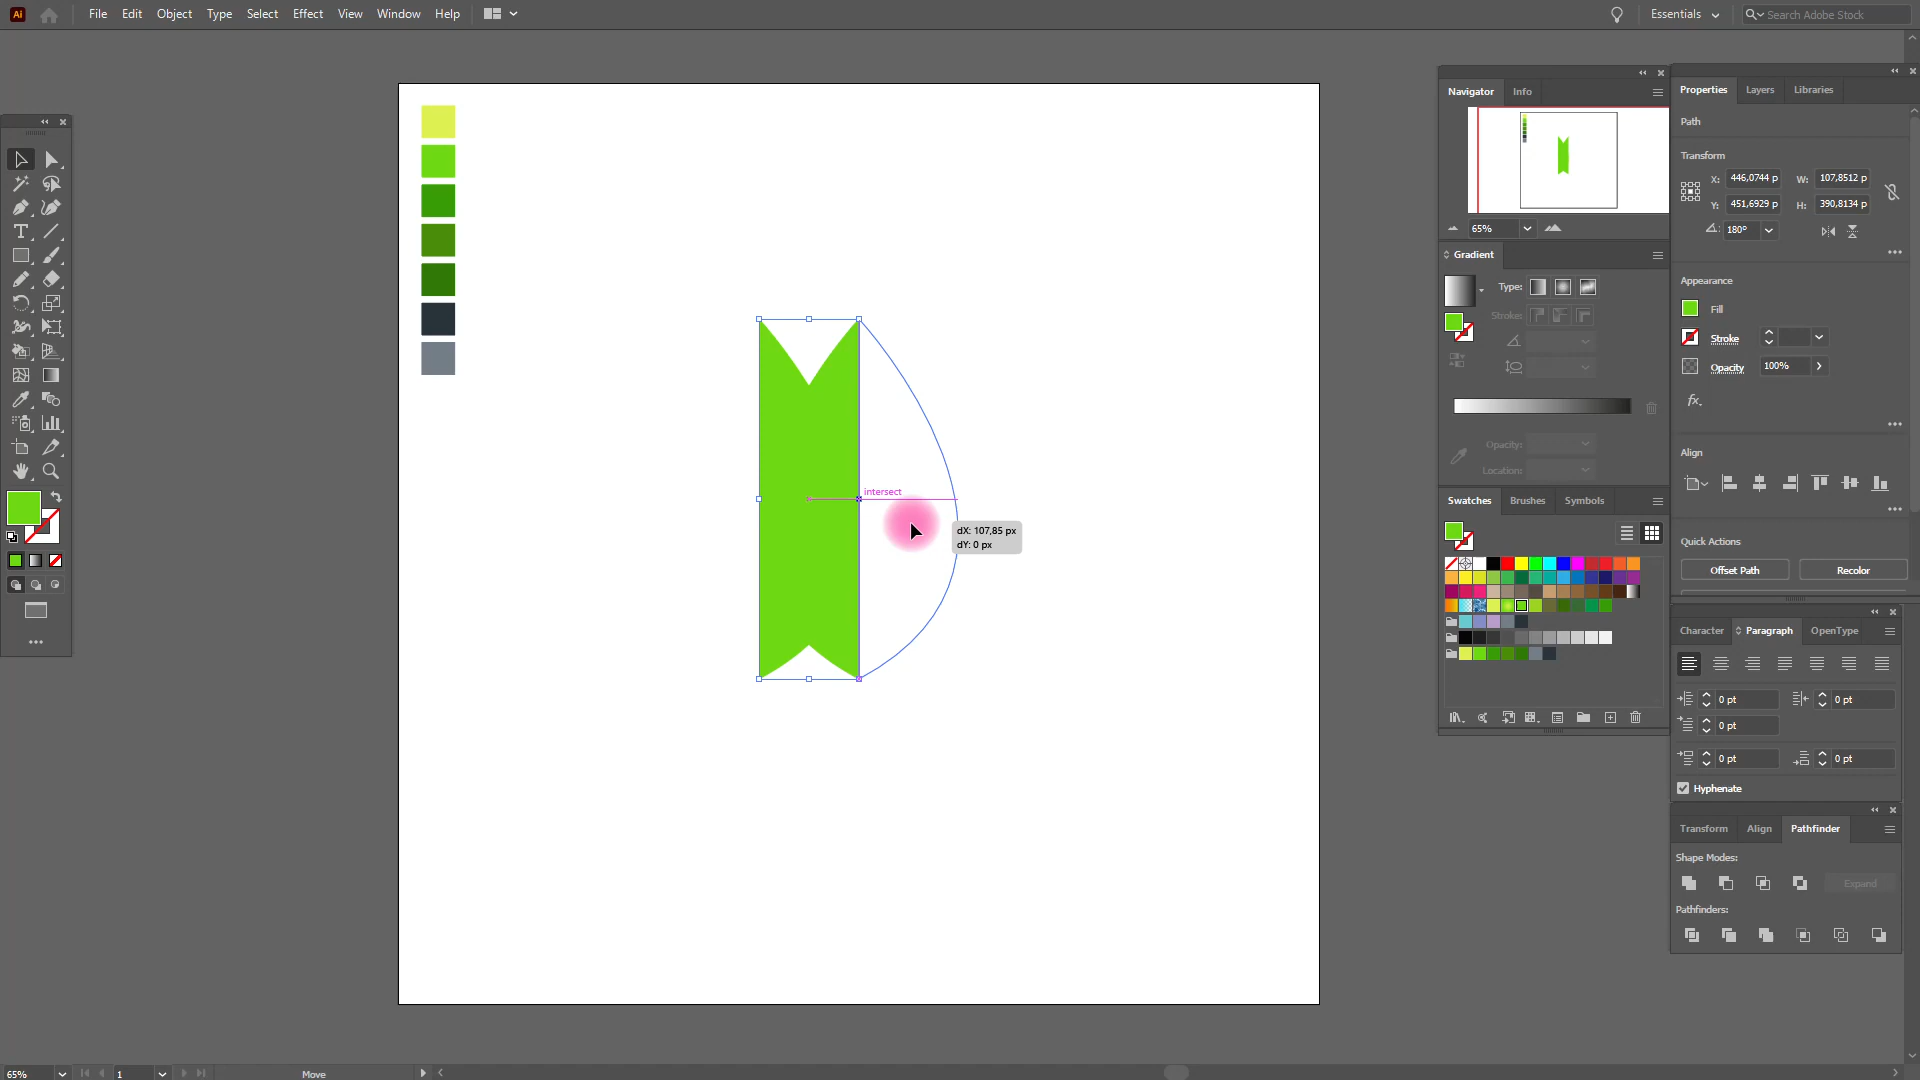 Ai File Edit Object Type Select Effect View Window Help Essentials Search Adobe Stock
Navigator Info
65%
Gradient
Type:
Stroke:
Opacity:
Location:
Swatches Brushes Symbols
Properties Layers Libraries
Path
Transform
X: 446,0744 p W: 107,8512 p
Y: 451,6929 p H: 390,8134 p
180°
Appearance
Fill
Stroke
Opacity 100%
fx.
Align
Quick Actions
Offset Path Recolor
Character Paragraph OpenType
0 pt 0 pt
0 pt
0 pt 0 pt
Hyphenate
Transform Align Pathfinder
Shape Modes:
Expand
Pathfinders:
intersect
dX: 107,85 px
dY: 0 px
65% 1 Move